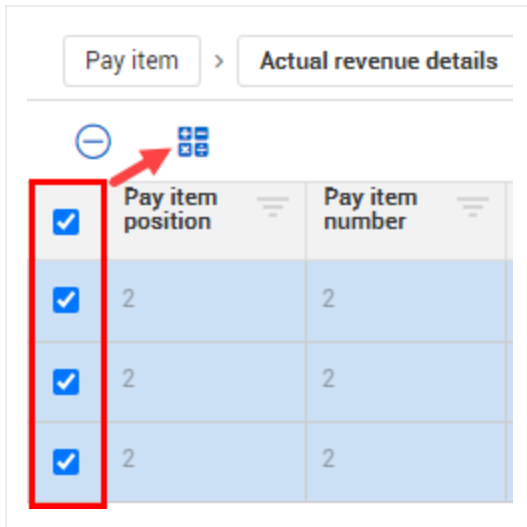 Pay item > Actual revenue details
Pay item Pay item
position number
2 2
2 2
2 2